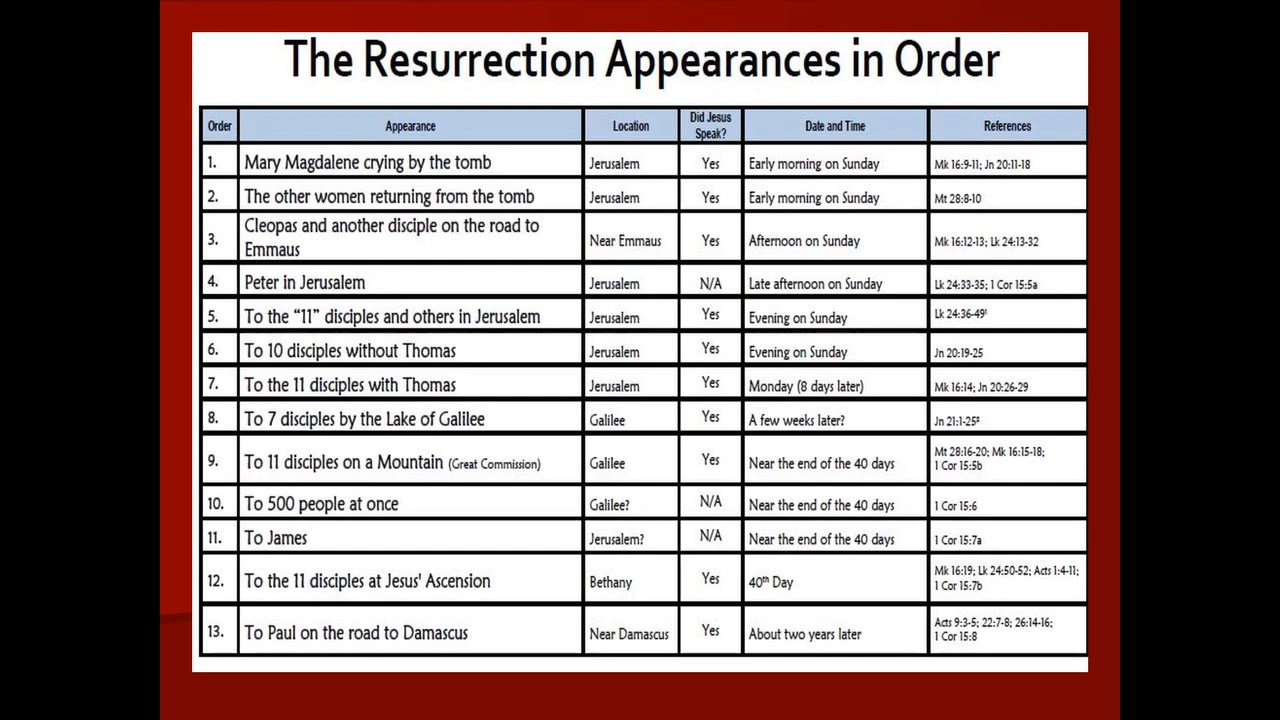 The Resurrection Appearances in Order
Order Appearance Location Did Jesus Speak? Date and Time References
1. Mary Magdalene crying by the tomb Jerusalem Yes Early morning on Sunday Mk 16:9-11; Jn 20:11-18
2. The other women returning from the tomb Jerusalem Yes Early morning on Sunday Mt 28:8-10
3. Cleopas and another disciple on the road to Emmaus Near Emmaus Yes Afternoon on Sunday Mk 16:12-13; Lk 24:13-32
4. Peter in Jerusalem Jerusalem N/A Late afternoon on Sunday Lk 24:33-35; 1 Cor 15:5a
5. To the “11” disciples and others in Jerusalem Jerusalem Yes Evening on Sunday Lk 24:36-49¹
6. To 10 disciples without Thomas Jerusalem Yes Evening on Sunday Jn 20:19-25
7. To the 11 disciples with Thomas Jerusalem Yes Monday (8 days later) Mk 16:14; Jn 20:26-29
8. To 7 disciples by the Lake of Galilee Galilee Yes A few weeks later? Jn 21:1-25²
9. To 11 disciples on a Mountain (Great Commission) Galilee Yes Near the end of the 40 days Mt 28:16-20; Mk 16:15-18; 1 Cor 15:5b
10. To 500 people at once Galilee? N/A Near the end of the 40 days 1 Cor 15:6
11. To James Jerusalem? N/A Near the end of the 40 days 1 Cor 15:7a
12. To the 11 disciples at Jesus' Ascension Bethany Yes 40th Day Mk 16:19; Lk 24:50-52; Acts 1:4-11; 1 Cor 15:7b
13. To Paul on the road to Damascus Near Damascus Yes About two years later Acts 9:3-5; 22:7-8; 26:14-16; 1 Cor 15:8